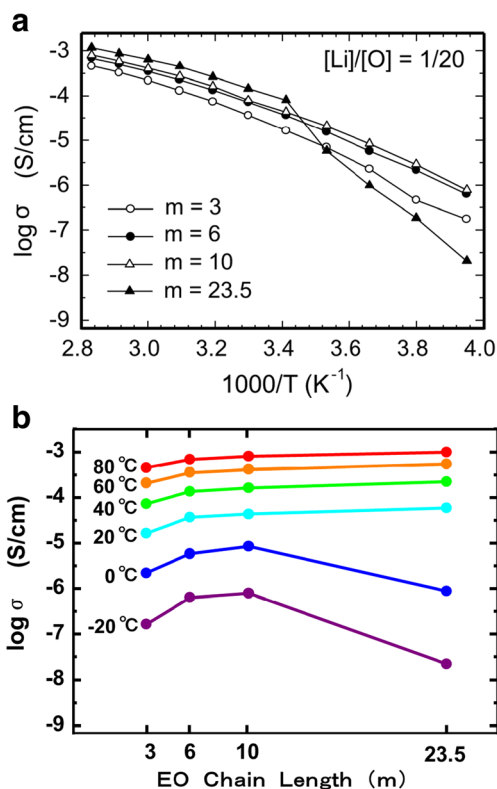 a
[Li]/[O] = 1/20
-3
-4
-5
-6
-7
-8
-9
log σ (S/cm)
m = 3
m = 6
m = 10
m = 23.5
2.8 3.0 3.2 3.4 3.6 3.8 4.0
1000/T (K⁻¹)
b
-3
-4
-5
-6
-7
-8
-9
log σ (S/cm)
80 °C
60 °C
40 °C
20 °C
0 °C
-20 °C
3 6 10 23.5
EO Chain Length (m)